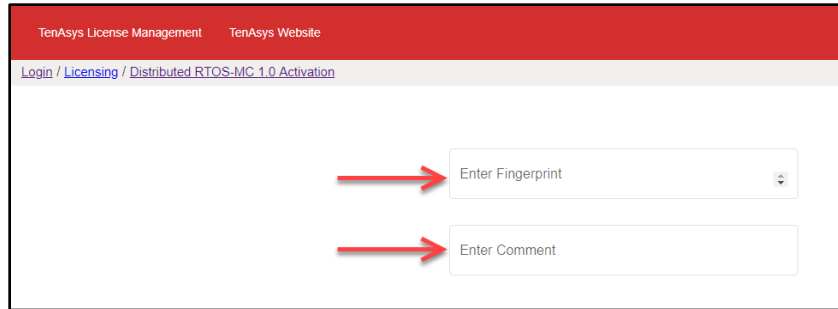 TenAsys License Management TenAsys Website
Login / Licensing / Distributed RTOS-MC 1.0 Activation
Enter Fingerprint
Enter Comment